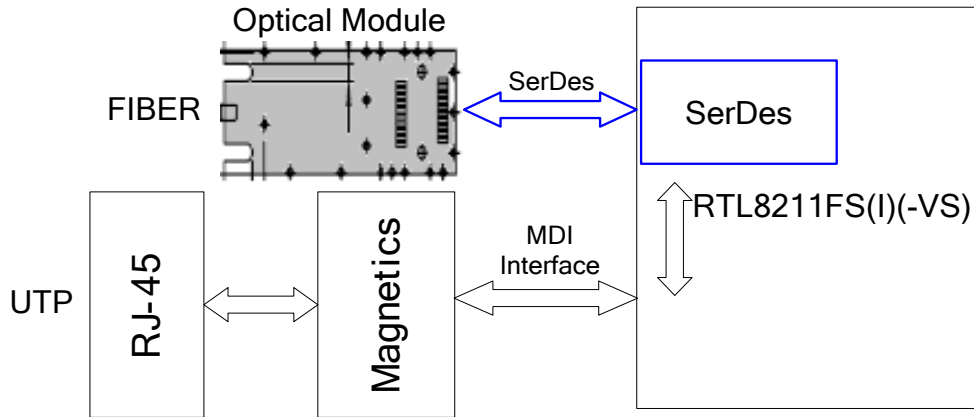 Optical Module
FIBER
SerDes
SerDes
RTL8211FS(I)(-VS)
UTP
RJ-45
Magnetics
MDI
Interface